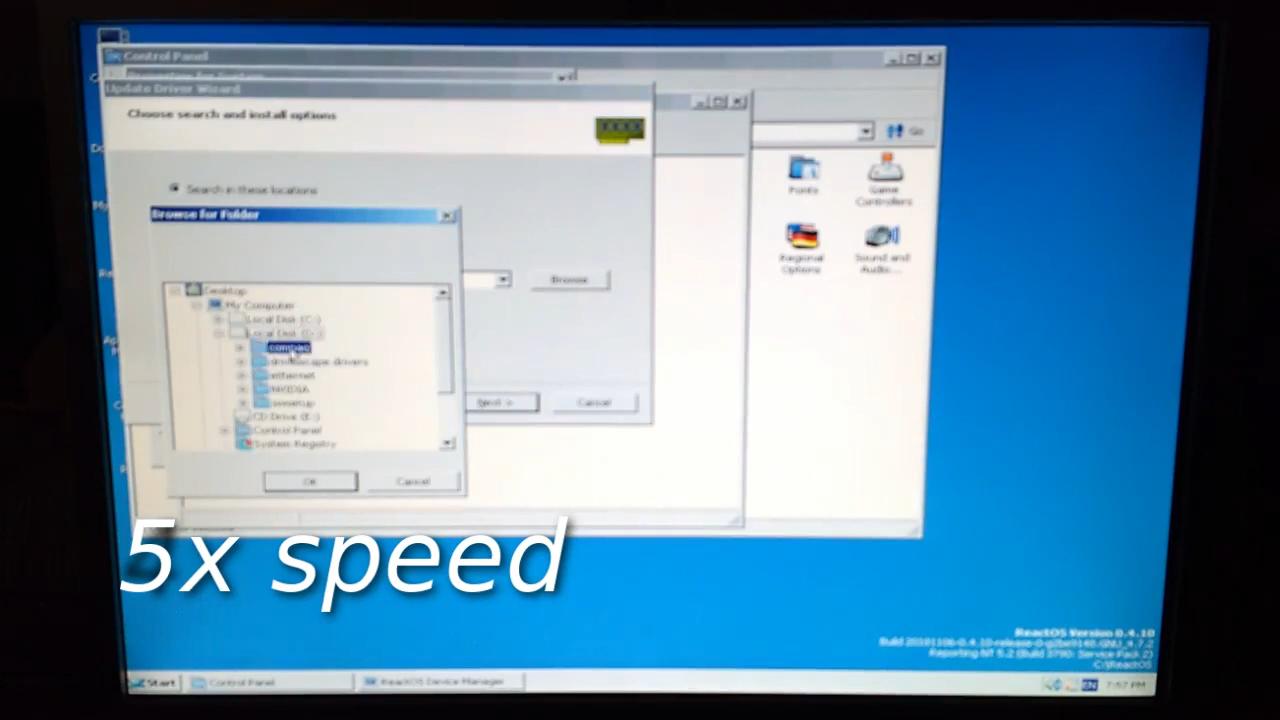 Control Panel
Update Driver Wizard
Choose search and install options
Search in these locations
Browse for Folder
Go
Fonts
Game
Controllers
Regional
Options
Sound and
Audio...
Browse
Desktop
My Computer
Local Disk (C:)
Local Disk
compaq
drivers
ethernet
NVIDIA
swsetup
CD Drive (E:)
Control Panel
System Registry
Next >
Cancel
OK
Cancel
5x speed
ReactOS Version 0.4.10
Reporting NT 5.2 (Build 3790: Service Pack 2)
C:\ReactOS
Start
Control Panel
ReactOS Device Manager
EN
7:57 PM